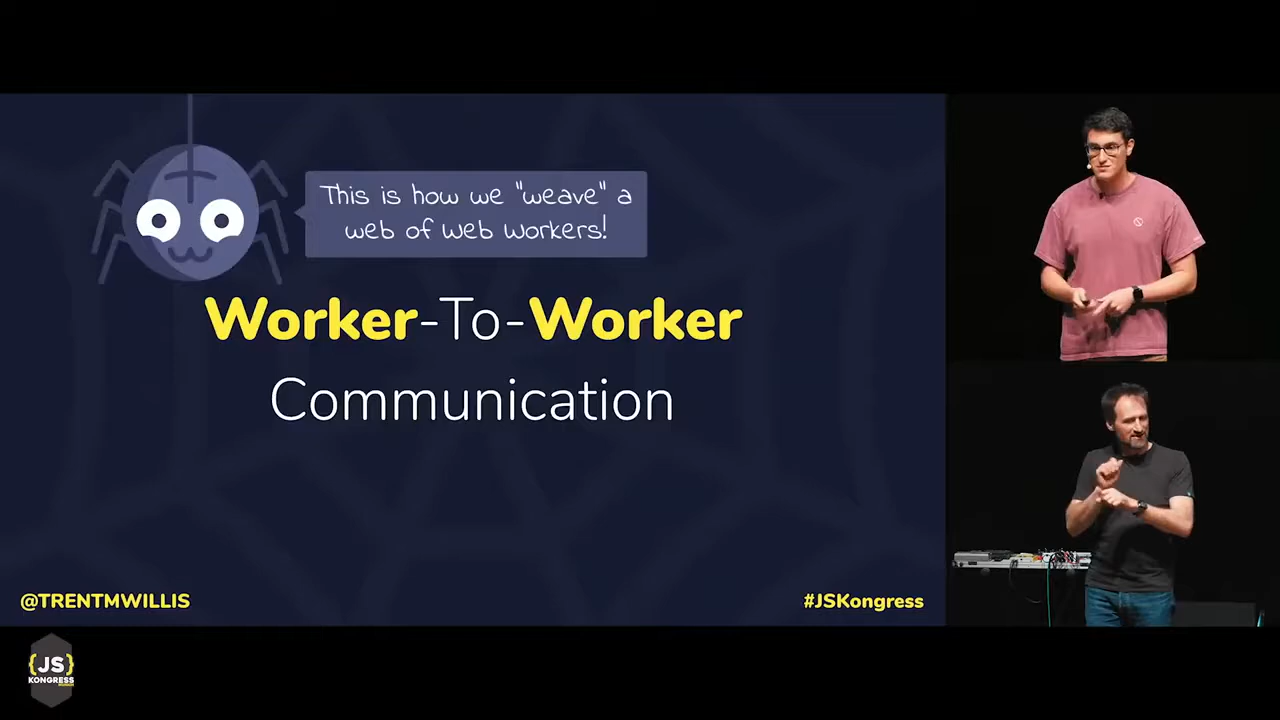 This is how we "weave" a
web of web workers!
Worker-To-Worker
Communication
@TRENTMWILLIS
#JSKongress
{JS}
KONGRESS